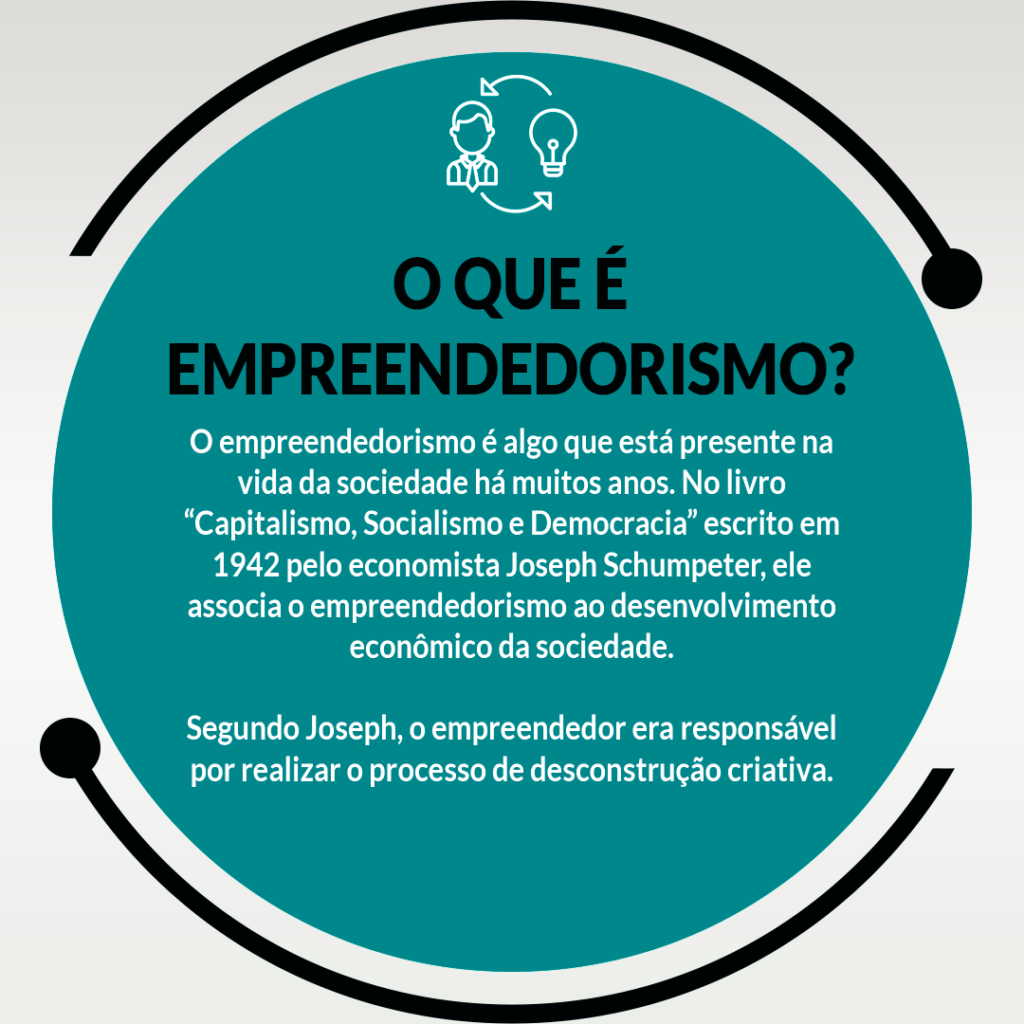 O QUE É
EMPREENDEDORISMO?
O empreendedorismo é algo que está presente na
vida da sociedade há muitos anos. No livro
“Capitalismo, Socialismo e Democracia” escrito em
1942 pelo economista Joseph Schumpeter, ele
associa o empreendedorismo ao desenvolvimento
econômico da sociedade.
Segundo Joseph, o empreendedor era responsável
por realizar o processo de desconstrução criativa.